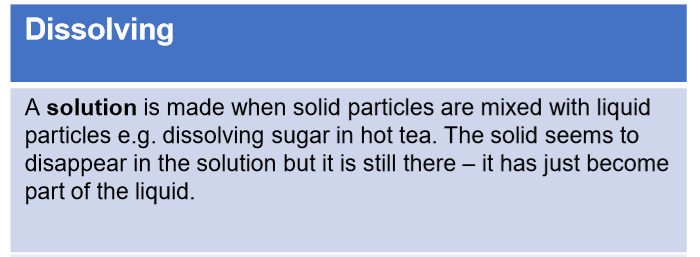 Dissolving
A solution is made when solid particles are mixed with liquid
particles e.g. dissolving sugar in hot tea. The solid seems to
disappear in the solution but it is still there – it has just become
part of the liquid.